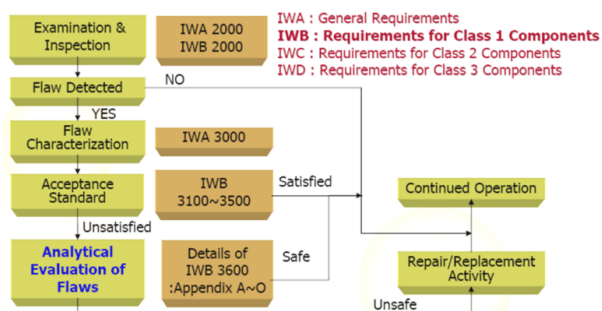 Examination &
Inspection
IWA 2000
IWB 2000
IWA : General Requirements
IWB : Requirements for Class 1 Components
IWC : Requirements for Class 2 Components
IWD : Requirements for Class 3 Components
Flaw Detected
NO
YES
Flaw
Characterization
IWA 3000
Acceptance
Standard
IWB
3100~3500
Satisfied
Continued Operation
Unsatisfied
Analytical
Evaluation of
Flaws
Details of
IWB 3600
:Appendix A~O
Safe
Repair/Replacement
Activity
Unsafe